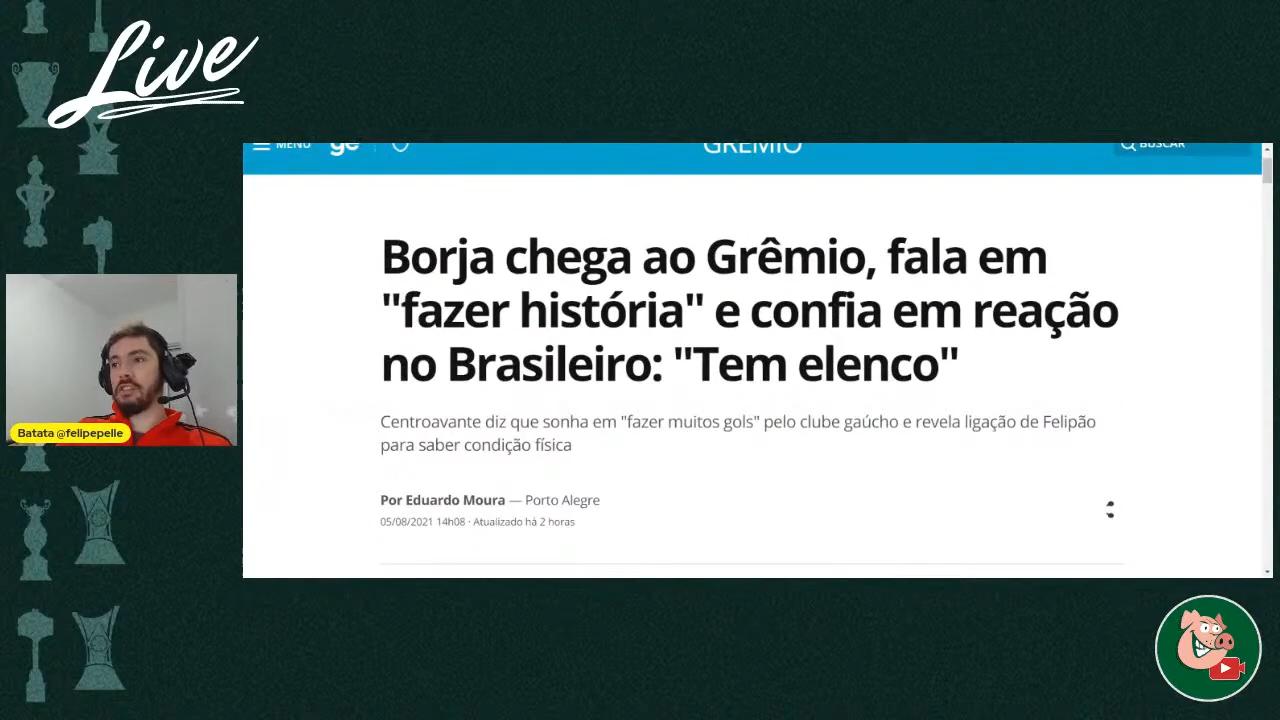 Live
MENU ge GRÊMIO BUSCAR
Borja chega ao Grêmio, fala em
"fazer história" e confia em reação
no Brasileiro: "Tem elenco"
Centroavante diz que sonha em "fazer muitos gols" pelo clube gaúcho e revela ligação de Felipão
para saber condição física
Por Eduardo Moura — Porto Alegre
05/08/2021 14h08 · Atualizado há 2 horas
Batata @felipepelle